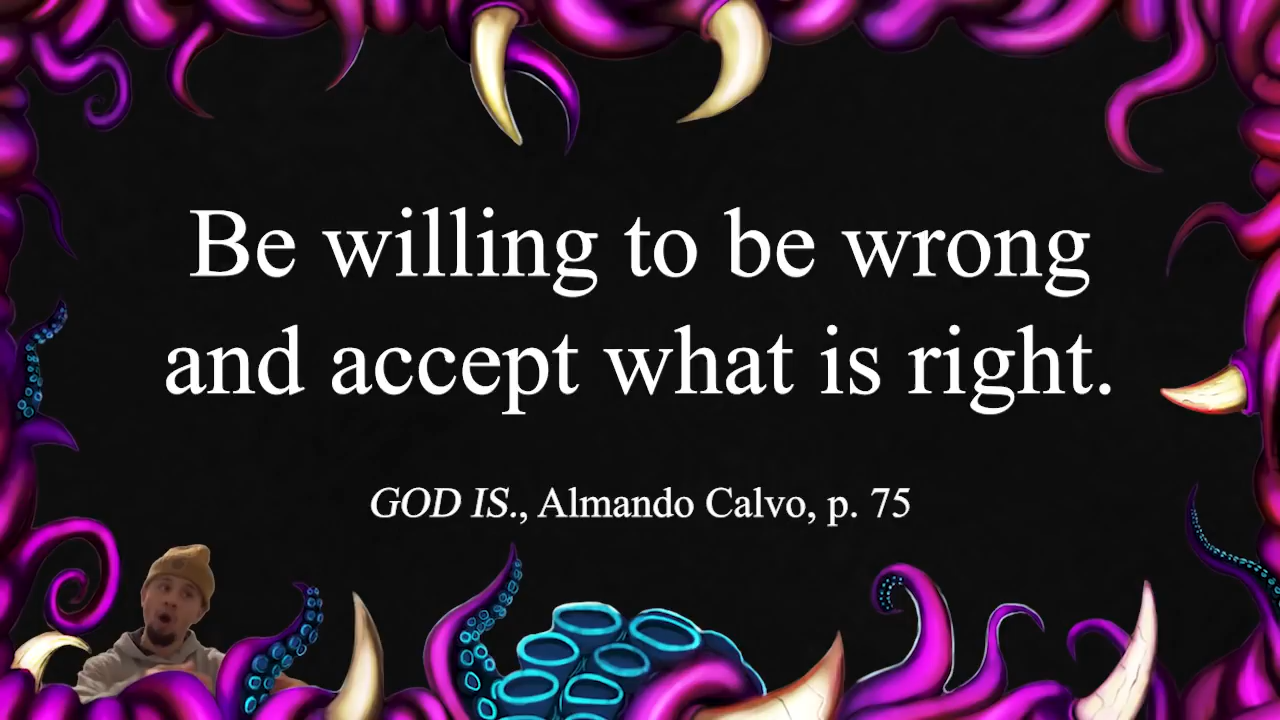 Be willing to be wrong
and accept what is right.
GOD IS., Almando Calvo, p. 75